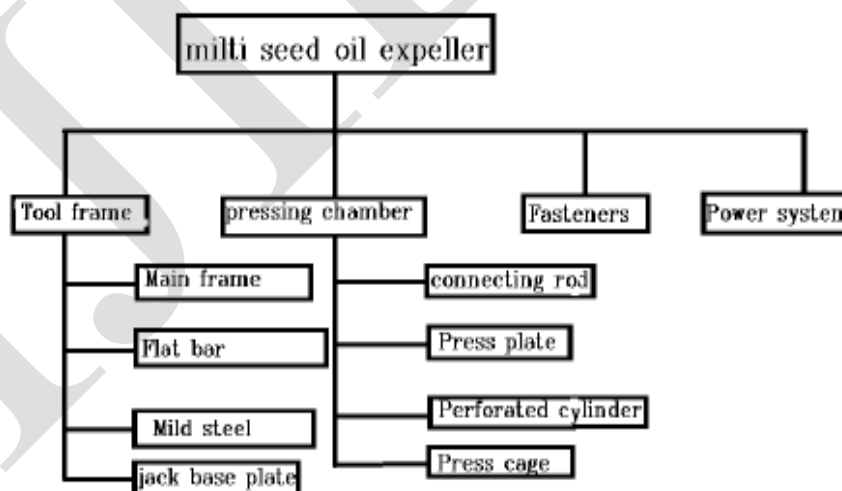 milti seed oil expeller
Tool frame
pressing chamber
Fasteners
Power system
Main frame
Flat bar
Mild steel
jack base plate
connecting rod
Press plate
Perforated cylinder
Press cage